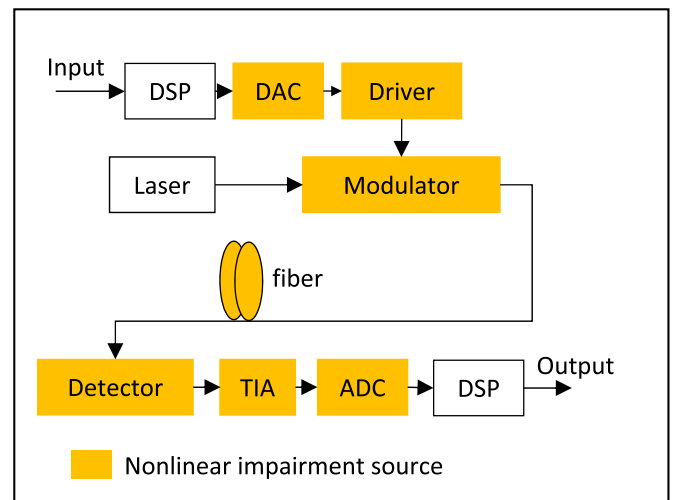 Input
DSP
DAC
Driver
Laser
Modulator
fiber
Detector
TIA
ADC
DSP
Output
Nonlinear impairment source